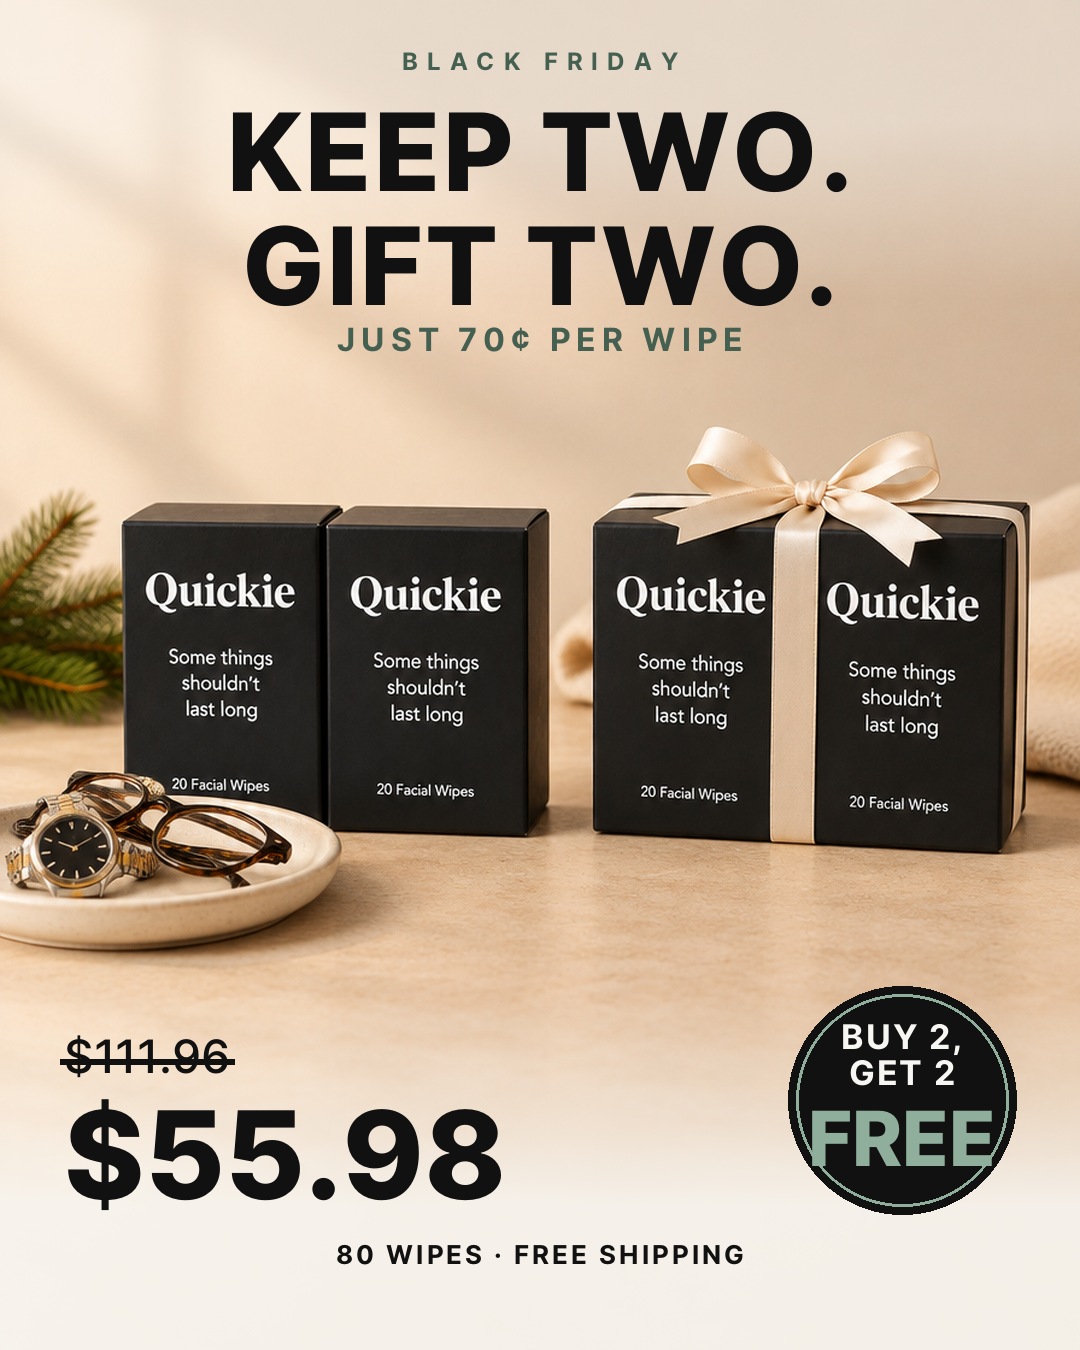 BLACK FRIDAY
KEEP TWO.
GIFT TWO.
JUST 70¢ PER WIPE
Quickie
Some things
shouldn't
last long
20 Facial Wipes
Quickie
Some things
shouldn't
last long
20 Facial Wipes
Quickie
Some things
shouldn't
last long
20 Facial Wipes
Quickie
Some things
shouldn't
last long
20 Facial Wipes
$111.96
$55.98
BUY 2,
GET 2
FREE
80 WIPES · FREE SHIPPING